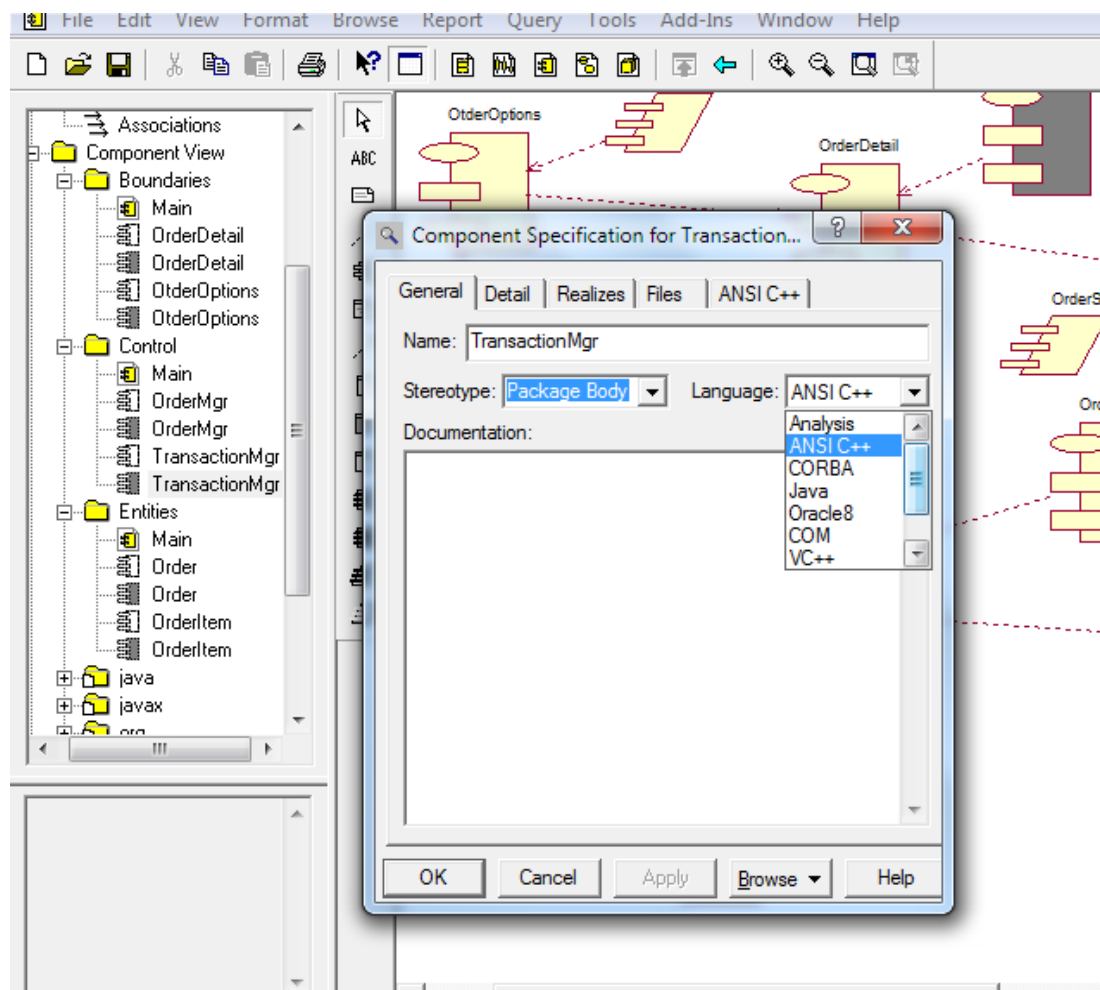 File Edit View Format Browse Report Query Tools Add-Ins Window Help
Associations
Component View
Boundaries
Main
OrderDetail
OrderDetail
OtderOptions
OtderOptions
Control
Main
OrderMgr
OrderMgr
TransactionMgr
TransactionMgr
Entities
Main
Order
Order
OrderItem
OrderItem
java
javax
org
ABC
OtderOptions
OrderDetail
OrderS
Ord
Component Specification for Transaction...
General Detail Realizes Files ANSI C++
Name: TransactionMgr
Stereotype: Package Body Language: ANSI C++
Documentation:
Analysis
ANSI C++
CORBA
Java
Oracle8
COM
VC++
OK Cancel Apply Browse Help